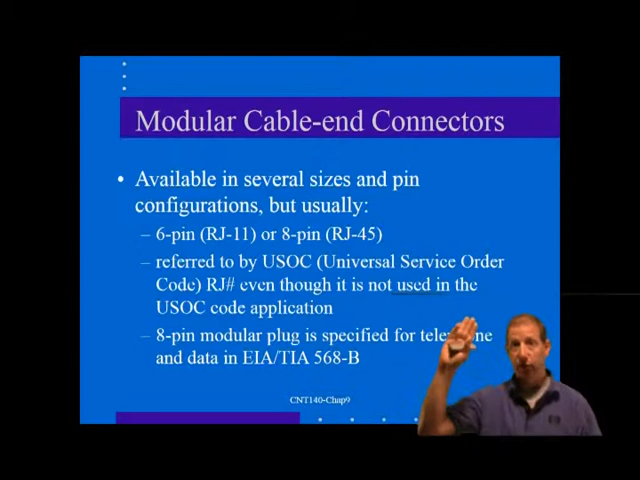 Modular Cable-end Connectors
• Available in several sizes and pin
configurations, but usually:
– 6-pin (RJ-11) or 8-pin (RJ-45)
– referred to by USOC (Universal Service Order
Code) RJ# even though it is not used in the
USOC code application
– 8-pin modular plug is specified for tele ne
and data in EIA/TIA 568-B
CNT140-Chap9